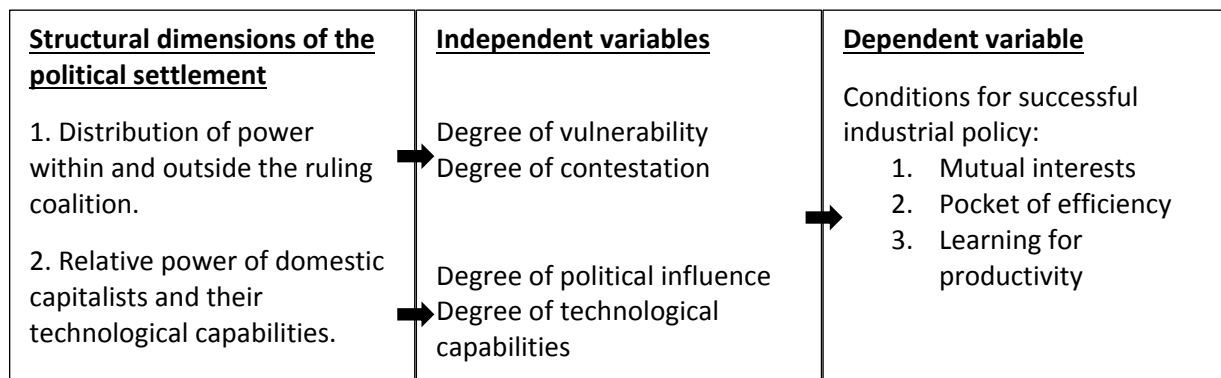 Structural dimensions of the
political settlement
1. Distribution of power
within and outside the ruling
coalition.
2. Relative power of domestic
capitalists and their
technological capabilities.
Independent variables
Degree of vulnerability
Degree of contestation
Degree of political influence
Degree of technological
capabilities
Dependent variable
Conditions for successful
industrial policy:
1. Mutual interests
2. Pocket of efficiency
3. Learning for
productivity